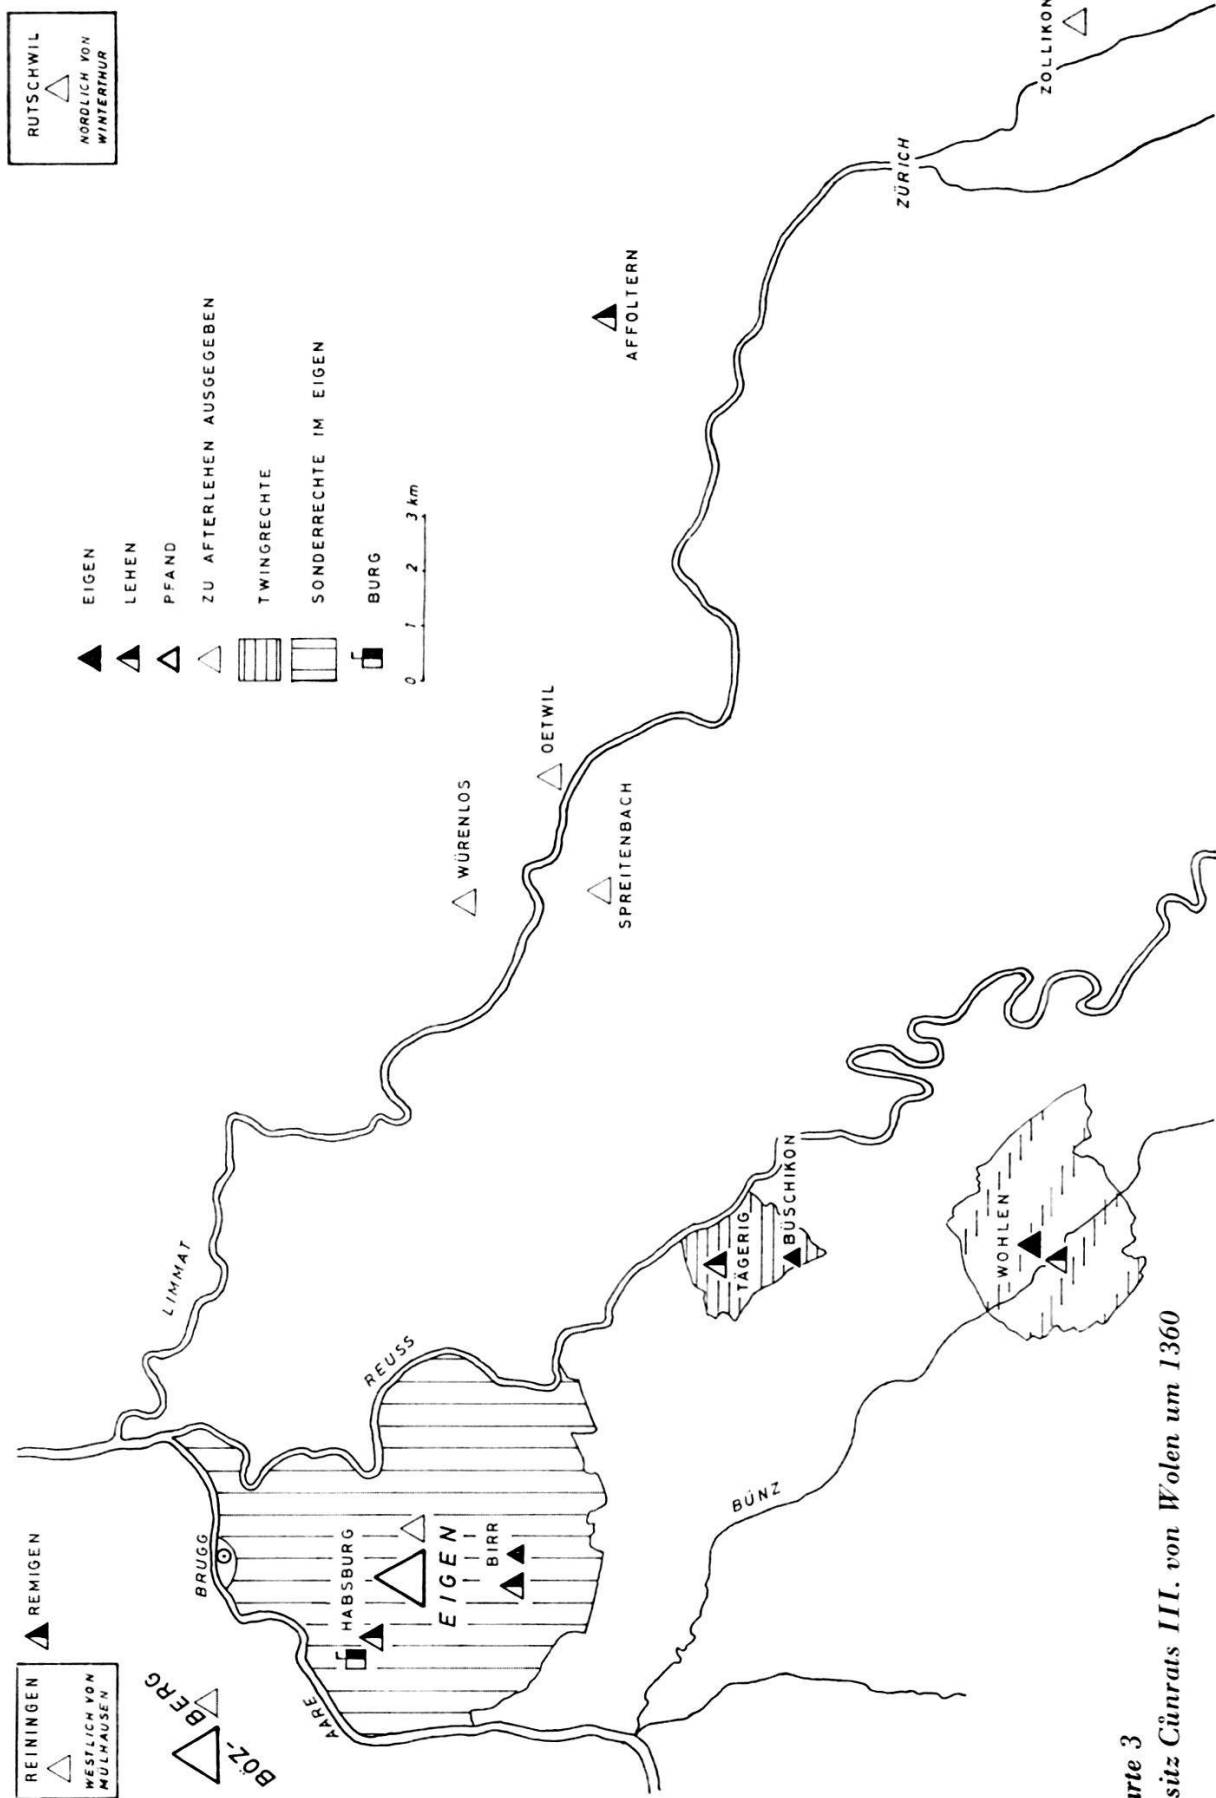 REININGEN
WESTLICH VON
MÜLHAUSEN
REMIGEN
RUTSCHWIL
NÖRDLICH VON
WINTERTHUR
BÖZ-
BERG
BRUGG
AARE
LIMMAT
REUSS
HABSBURG
EIGEN
BIRR
EIGEN
LEHEN
PFAND
ZU AFTERLEHEN AUSGEGEBEN
TWINGRECHTE
SONDERRECHTE IM EIGEN
BURG
0 1 2 3 km
WÜRENLOS
OETWIL
SPREITENBACH
AFFOLTERN
ZÜRICH
ZOLLIKON
TÄGERIG
BÜSCHIKON
BÜNZ
WOHLEN
arte 3
sitz Cünrats III. von Wolen um 1360